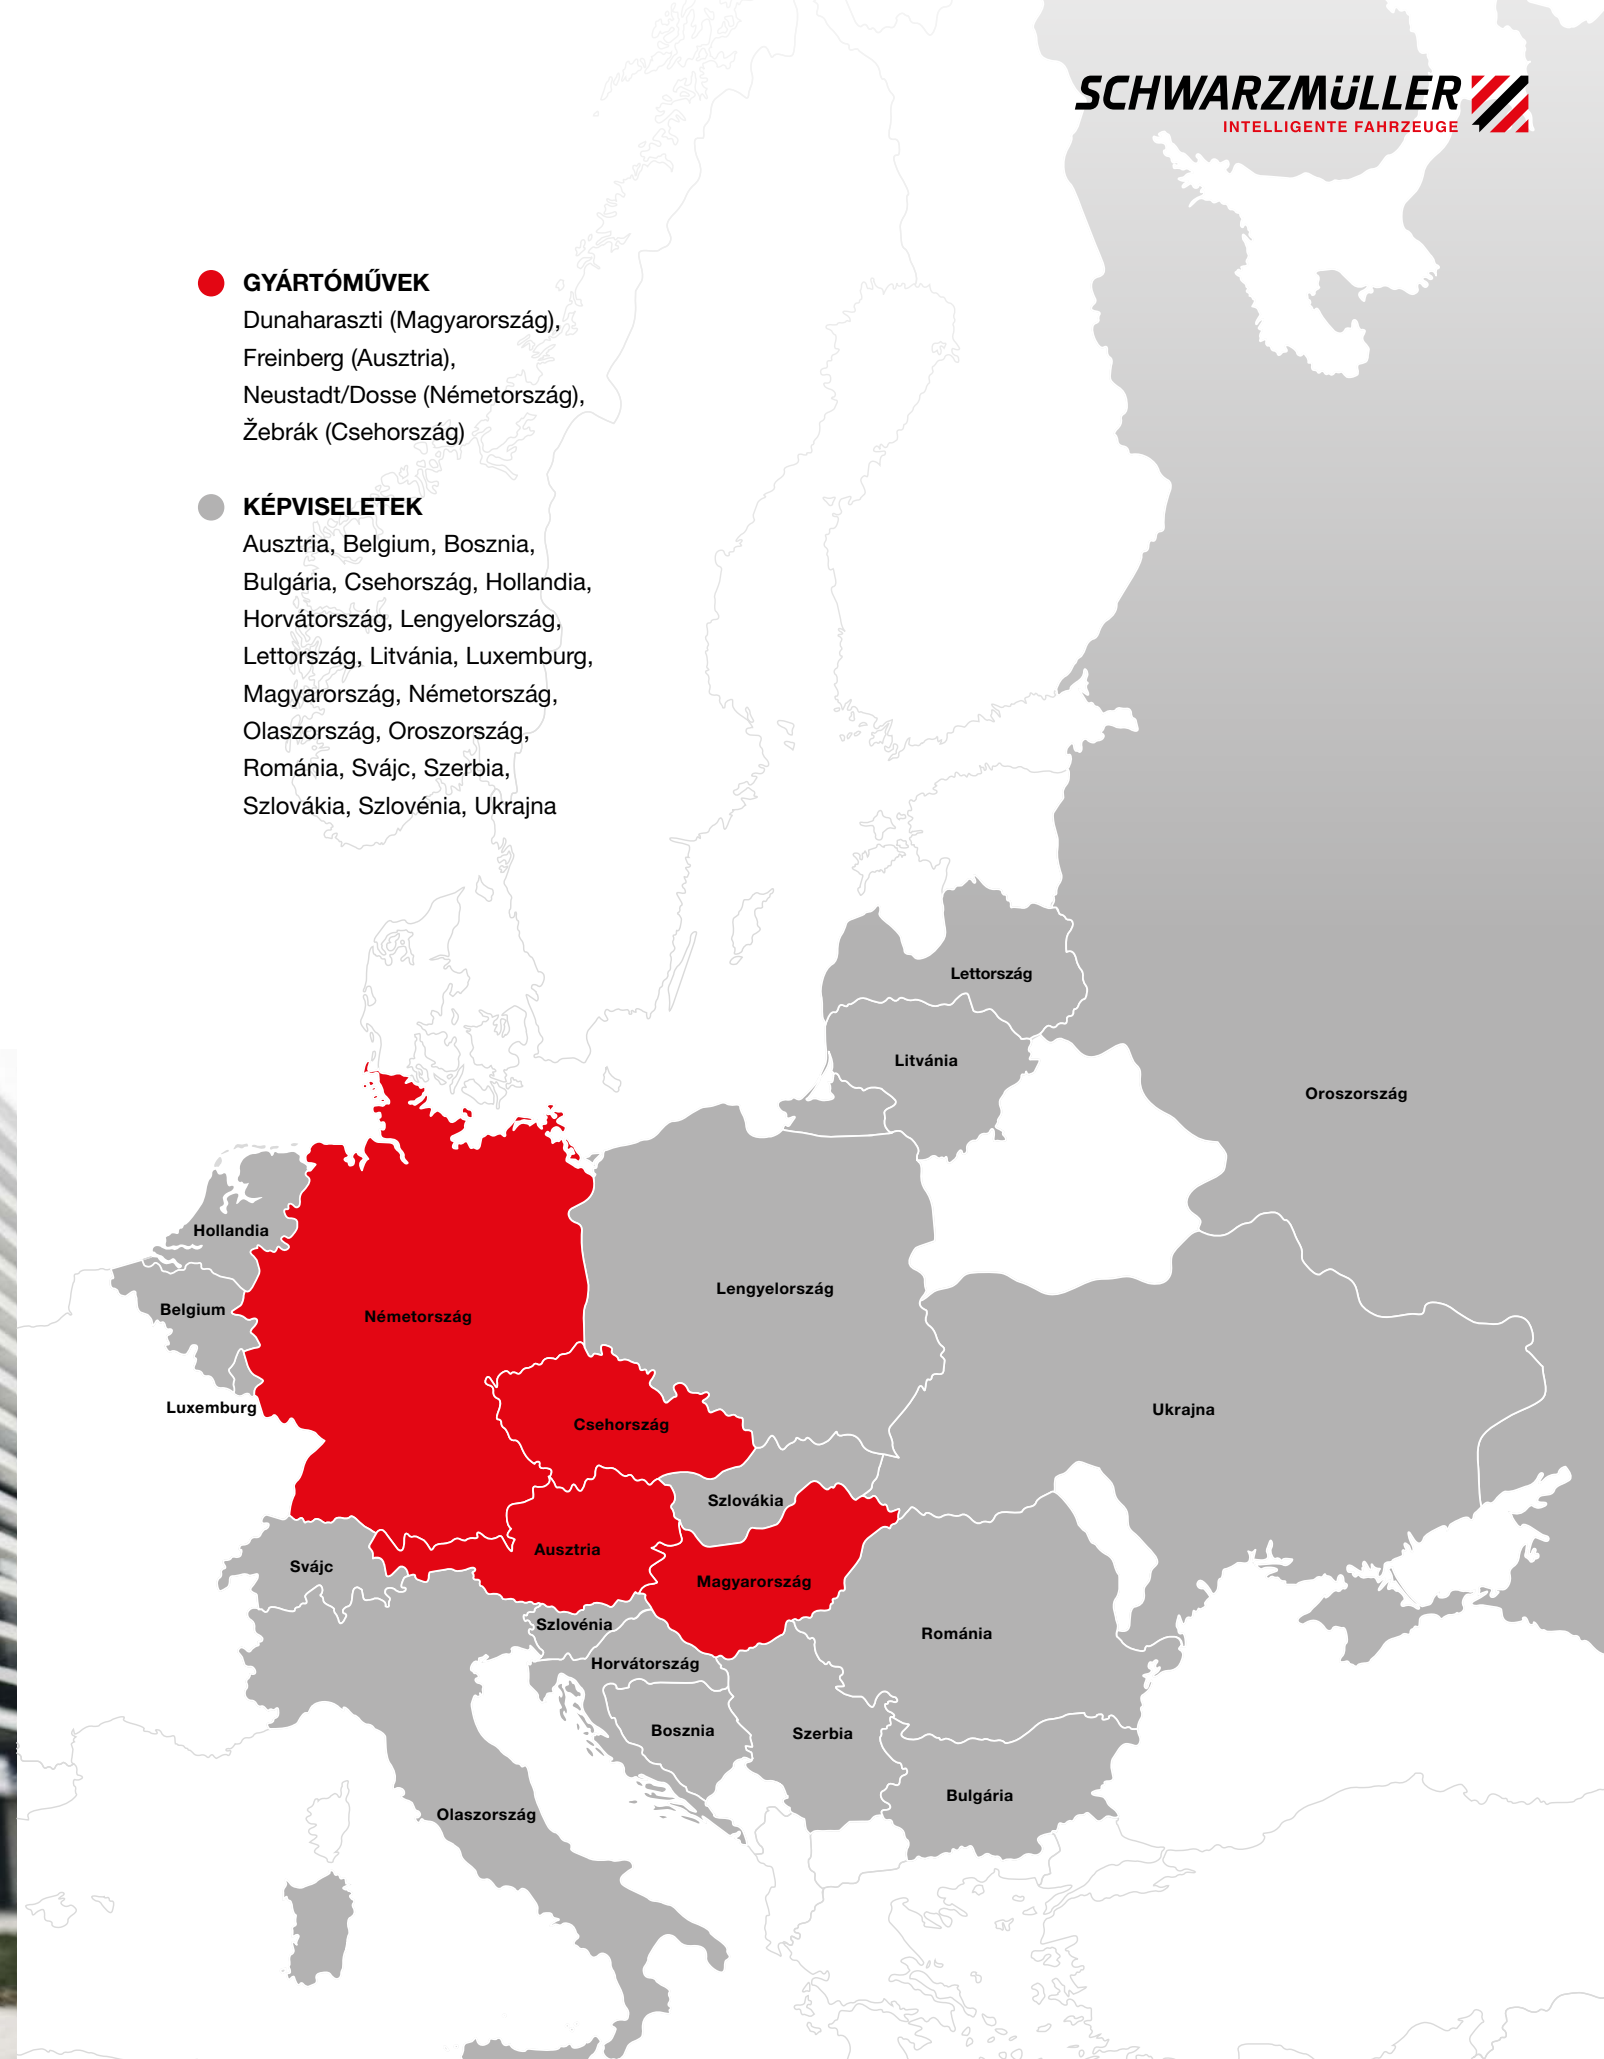 SCHWARZMÜLLER
INTELLIGENTE FAHRZEUGE
GYÁRTÓMŰVEK
Dunaharaszti (Magyarország),
Freinberg (Ausztria),
Neustadt/Dosse (Németország),
Žebrák (Csehország)
KÉPVISELETEK
Ausztria, Belgium, Bosznia,
Bulgária, Csehország, Hollandia,
Horvátország, Lengyelország,
Lettország, Litvánia, Luxemburg,
Magyarország, Németország,
Olaszország, Oroszország,
Románia, Svájc, Szerbia,
Szlovákia, Szlovénia, Ukrajna
Lettország
Litvánia
Oroszország
Hollandia
Lengyelország
Belgium
Németország
Luxemburg
Ukrajna
Csehország
Szlovákia
Ausztria
Svájc
Magyarország
Szlovénia
Románia
Horvátország
Bosznia
Szerbia
Bulgária
Olaszország